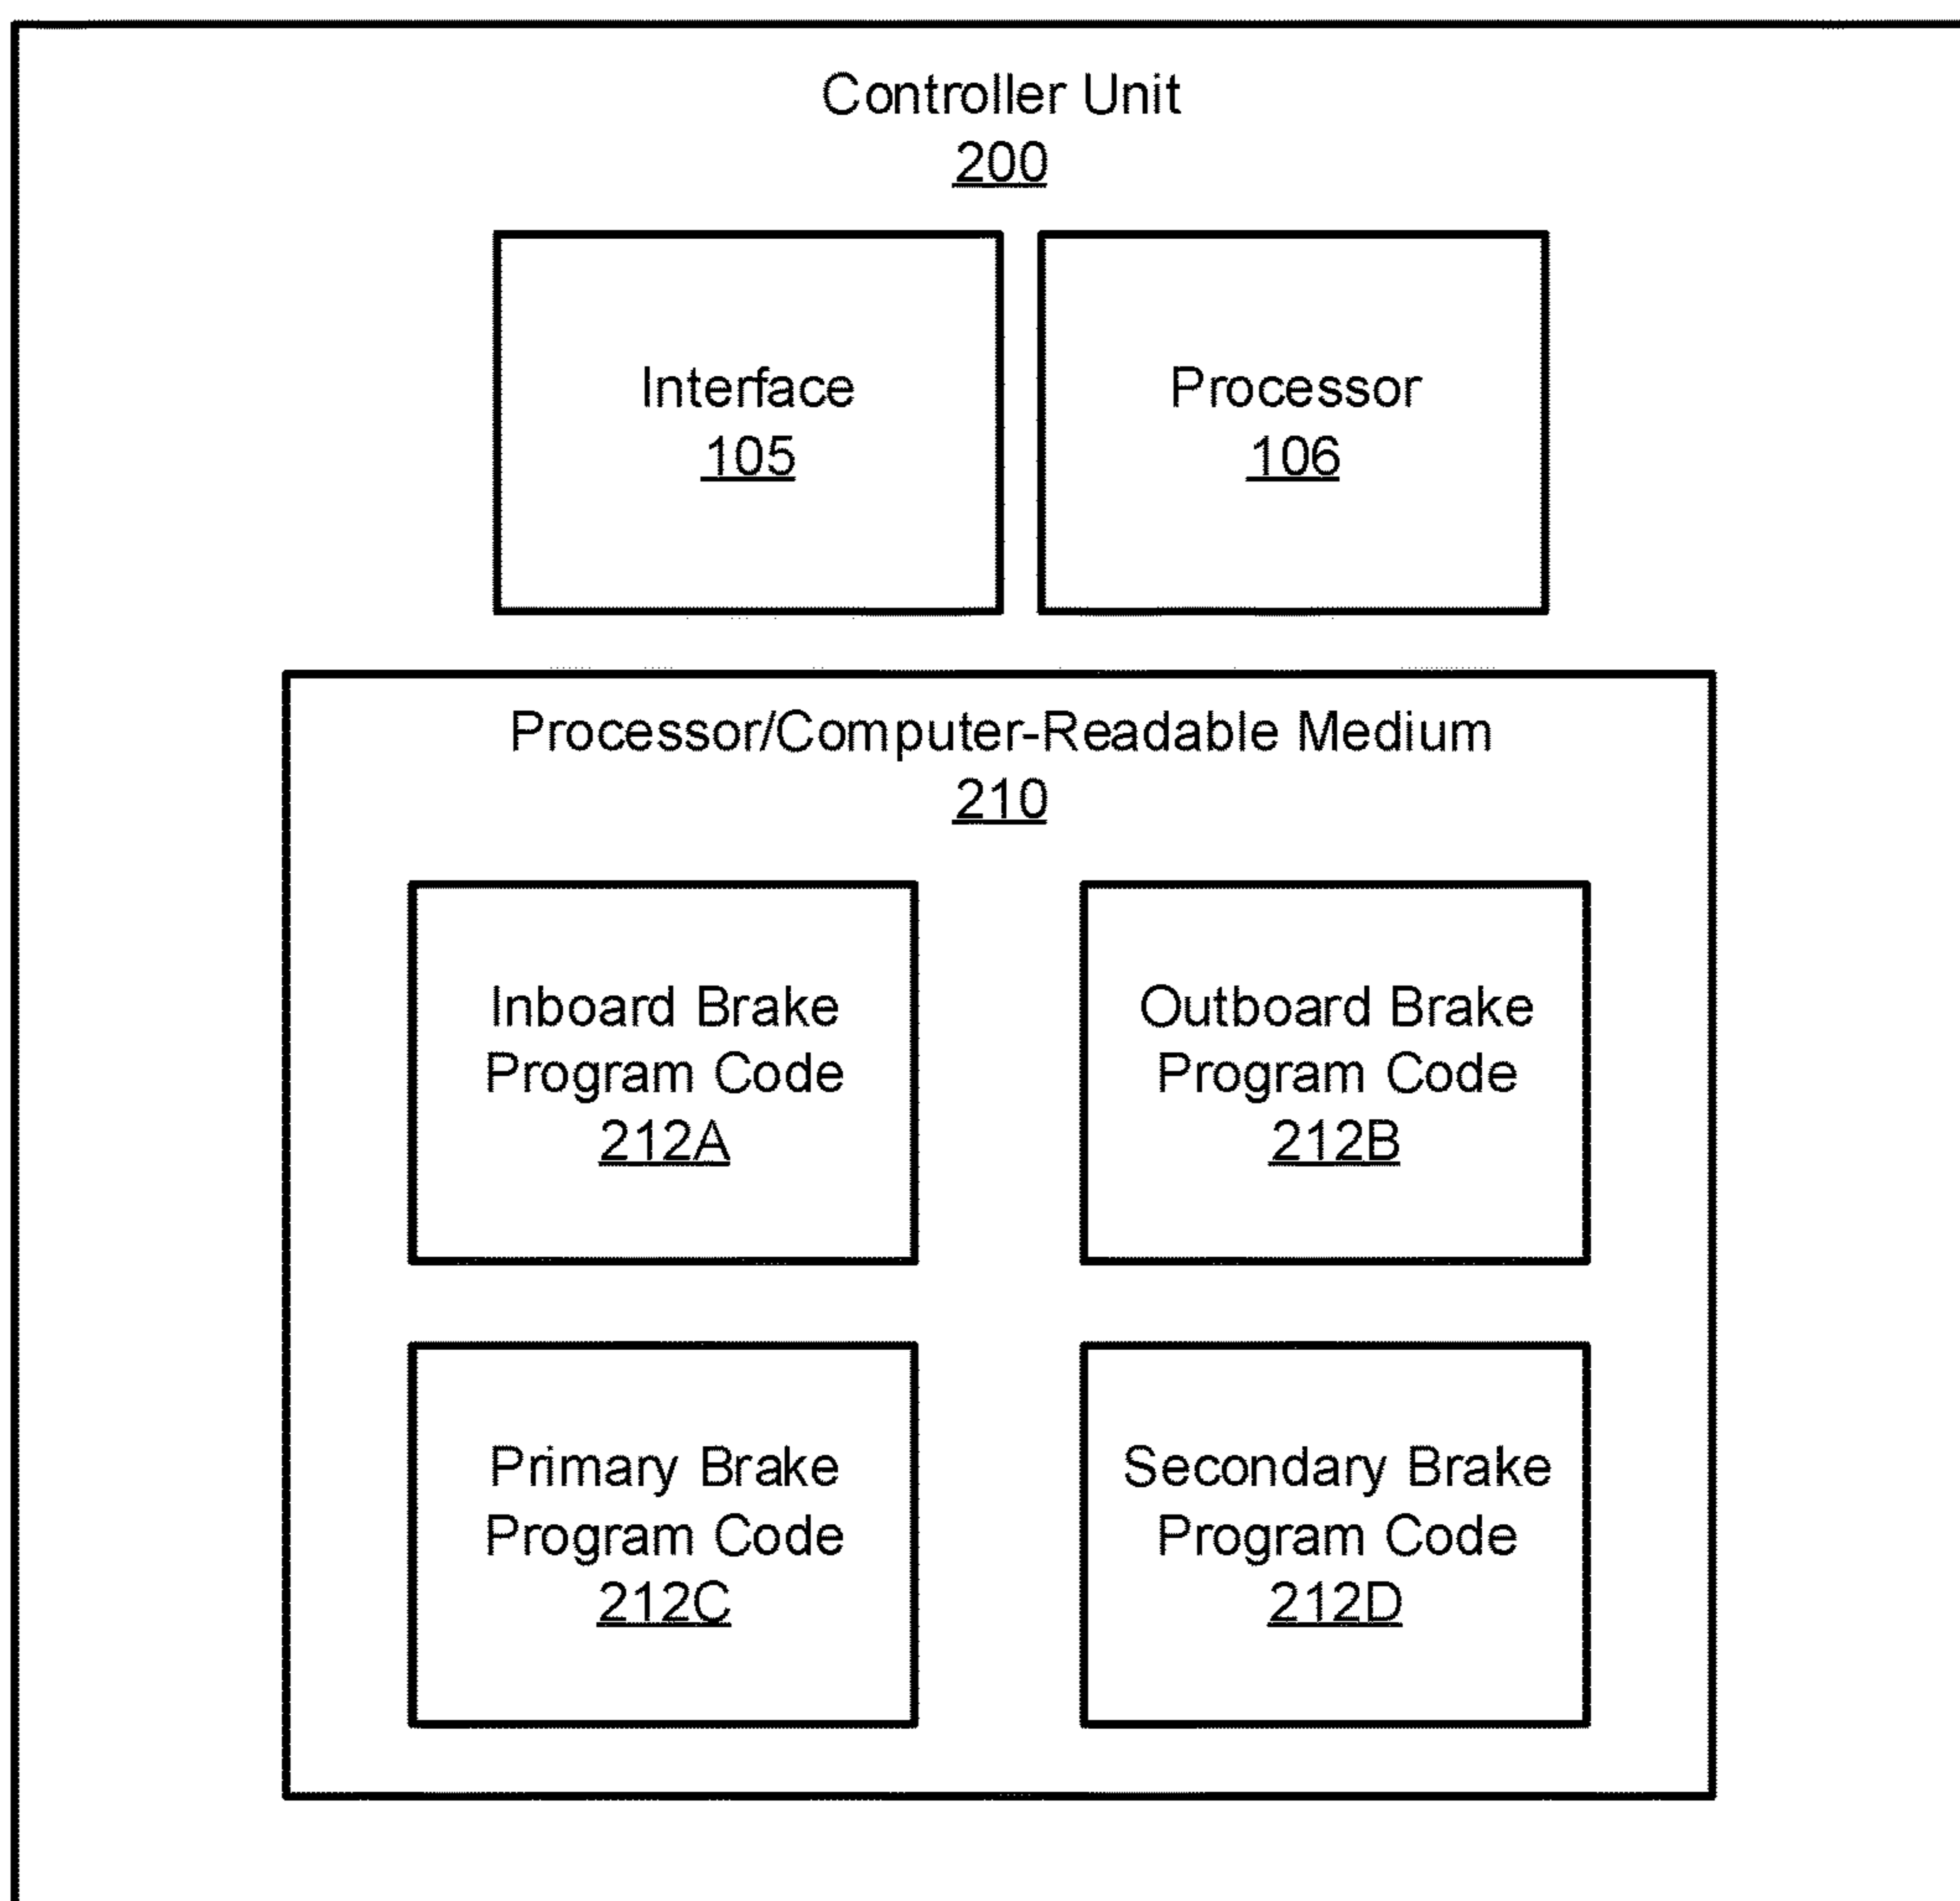 Controller Unit
200
Interface
105
Processor
106
Processor/Computer-Readable Medium
210
Inboard Brake
Program Code
212A
Outboard Brake
Program Code
212B
Primary Brake
Program Code
212C
Secondary Brake
Program Code
212D